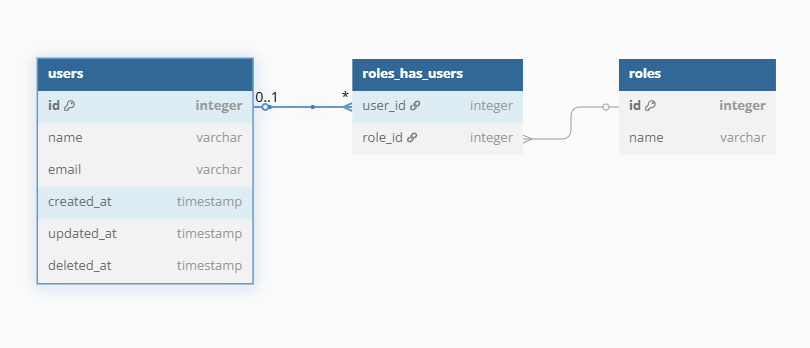 users
id integer
name varchar
email varchar
created_at timestamp
updated_at timestamp
deleted_at timestamp
0..1 *
roles_has_users
user_id integer
role_id integer
roles
id integer
name varchar